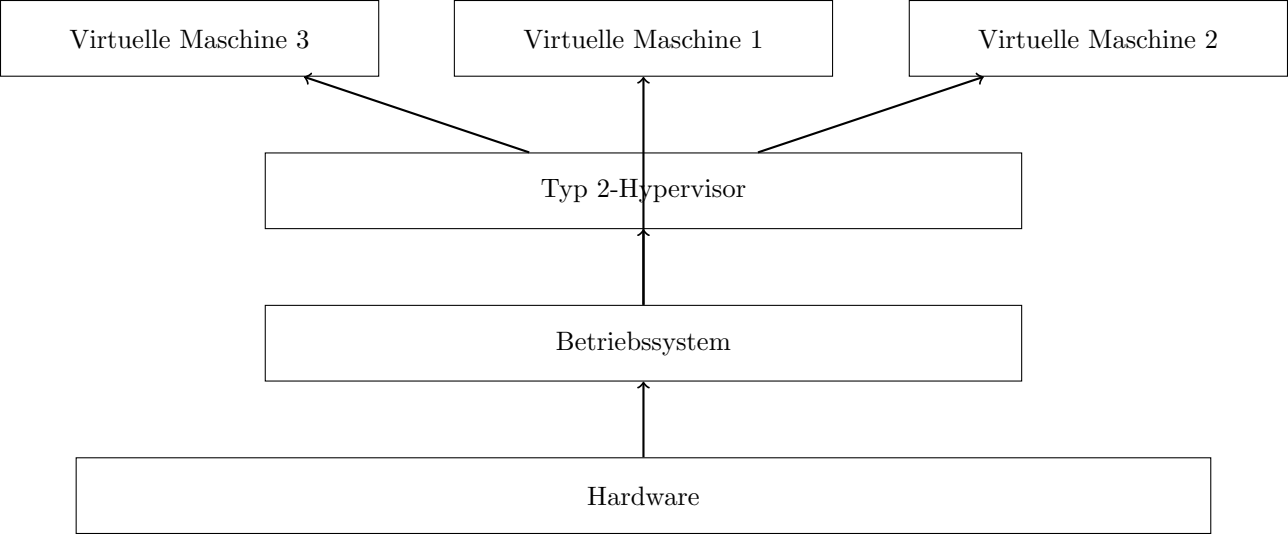 Virtuelle Maschine 3
Virtuelle Maschine 1
Virtuelle Maschine 2
Typ 2-Hypervisor
Betriebssystem
Hardware